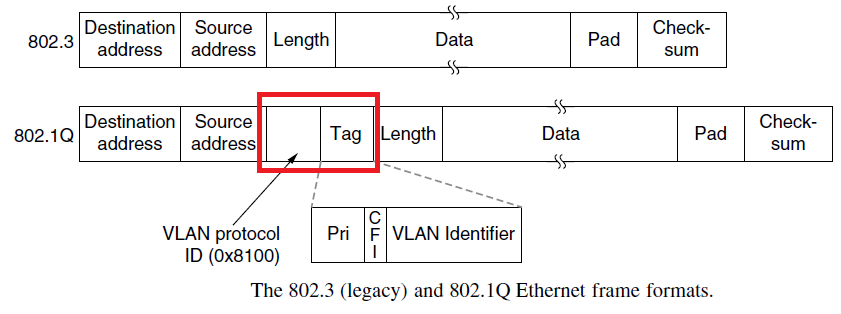 802.3
Destination
address
Source
address
Length
Data
Pad
Check-
sum
802.1Q
Destination
address
Source
address
Tag
Length
Data
Pad
Check-
sum
VLAN protocol
ID (0x8100)
Pri
C
F
I
VLAN Identifier
The 802.3 (legacy) and 802.1Q Ethernet frame formats.